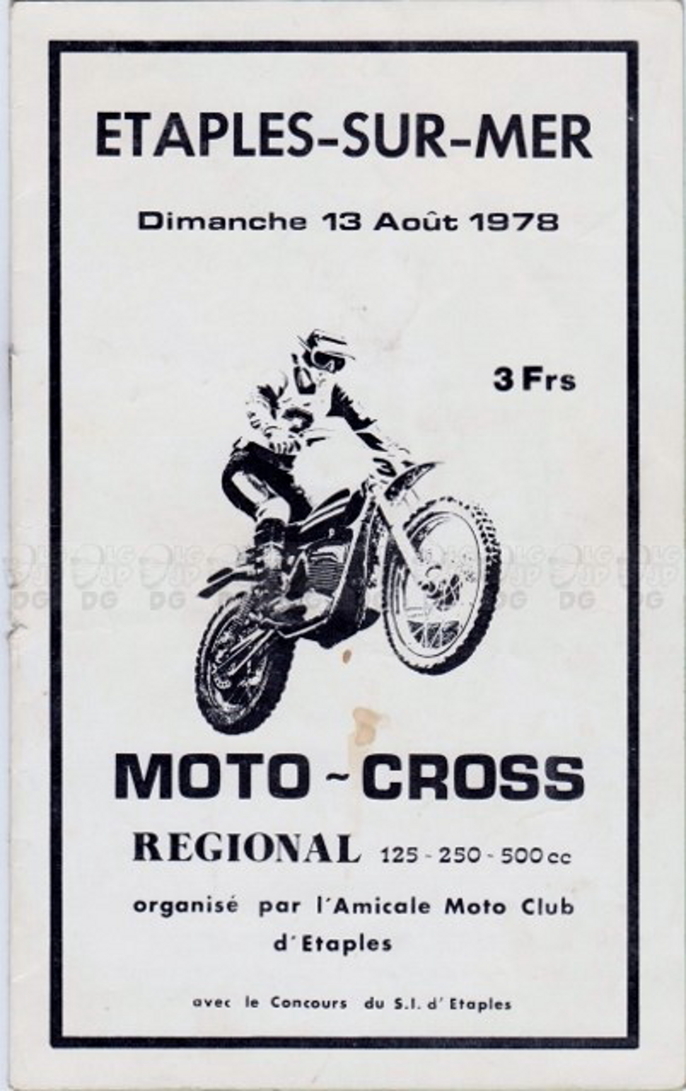 ETAPLES-SUR-MER
Dimanche 13 Août 1978
3 Frs
MOTO ~ CROSS
REGIONAL 125 - 250 - 500 cc
organisé par l'Amicale Moto Club
d'Etaples
avec le Concours du S.I. d'Etaples